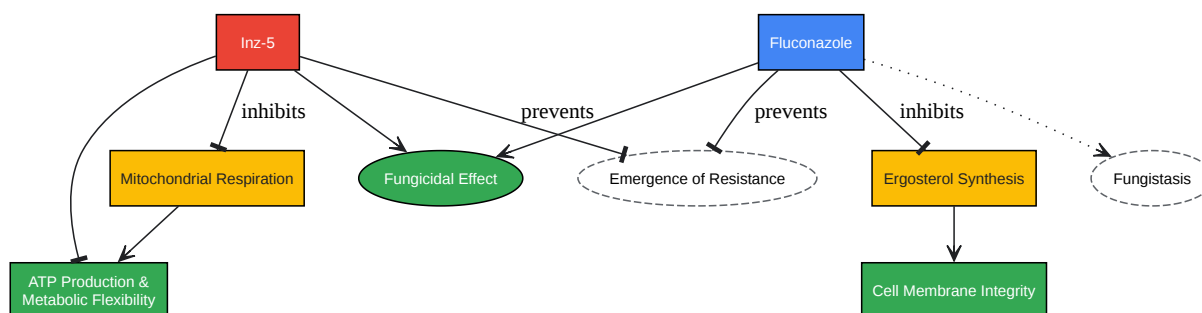 Inz-5
Fluconazole
inhibits
prevents
prevents
inhibits
Mitochondrial Respiration
Fungicidal Effect
Emergence of Resistance
Ergosterol Synthesis
Fungistasis
ATP Production &
Metabolic Flexibility
Cell Membrane Integrity